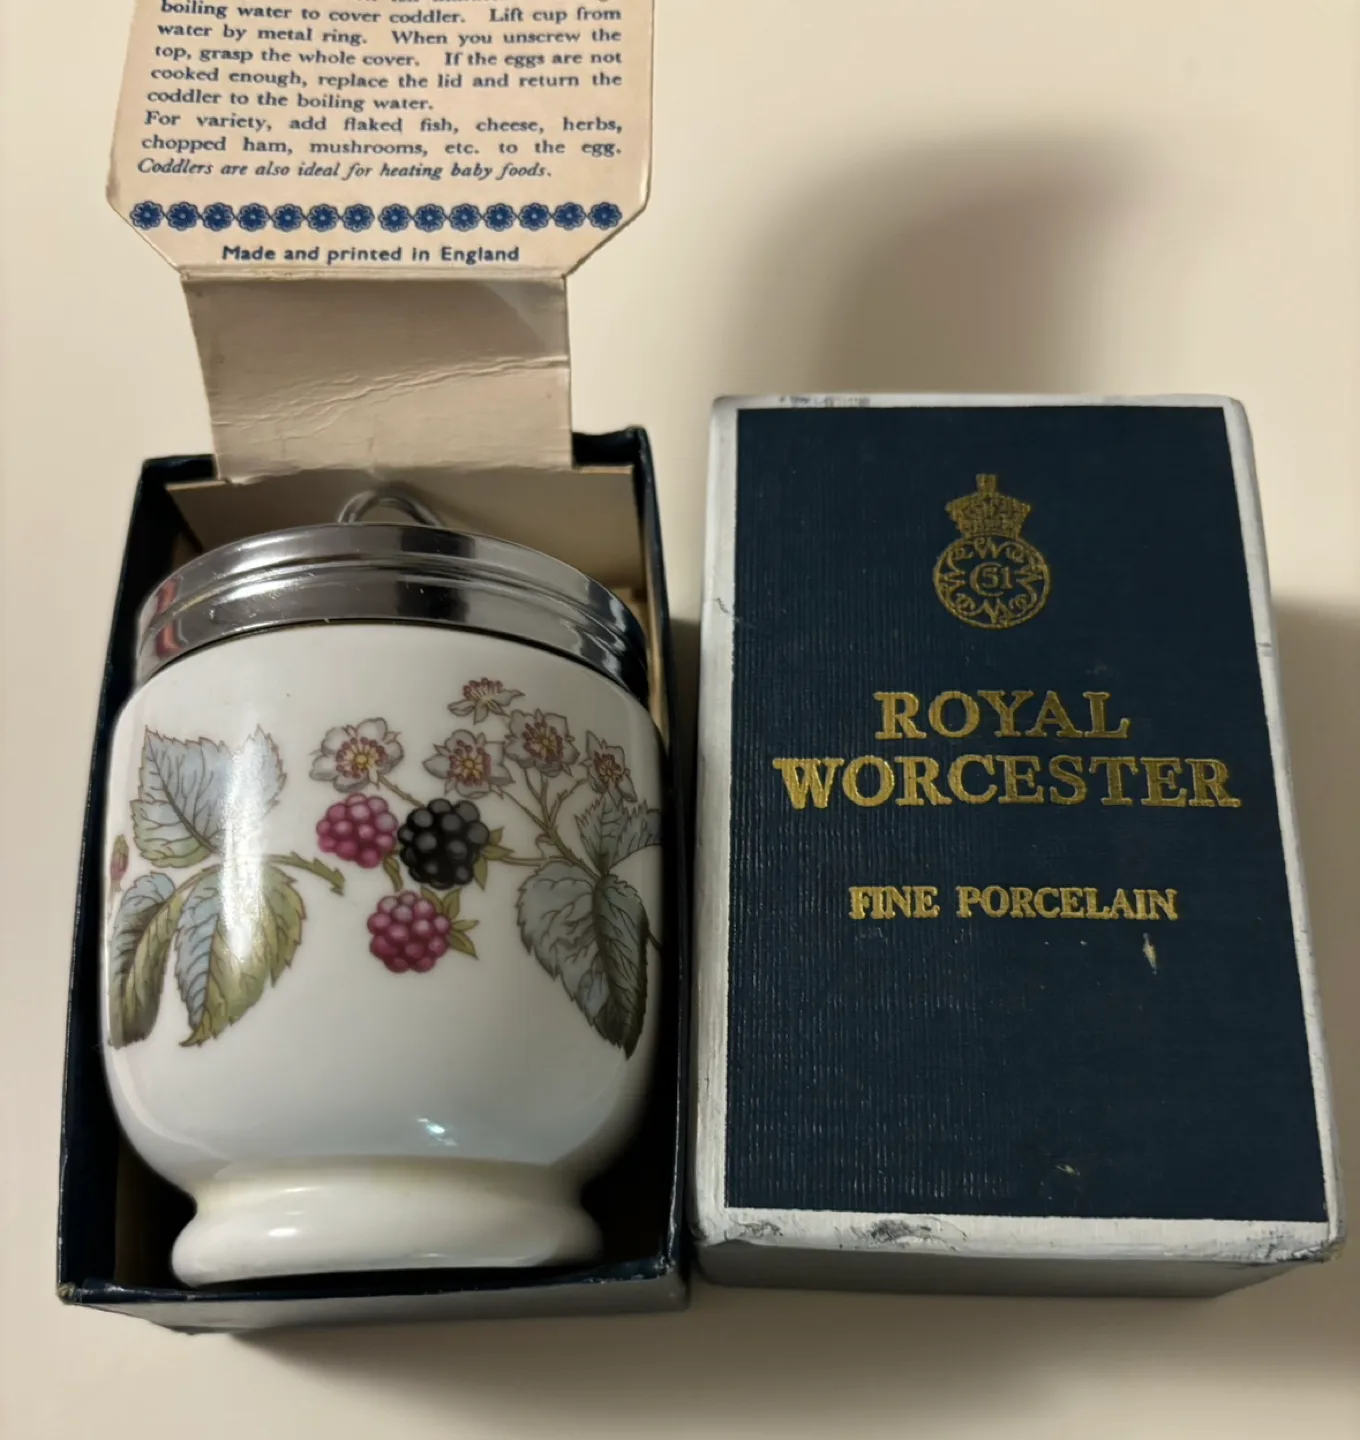 boiling water to cover coddler. Lift cup from
water by metal ring. When you unscrew the
top, grasp the whole cover. If the eggs are not
cooked enough, replace the lid and return the
coddler to the boiling water.
For variety, add flaked fish, cheese, herbs,
chopped ham, mushrooms, etc. to the egg.
Coddlers are also ideal for heating baby foods.
Made and printed in England
51
ROYAL
WORCESTER
FINE PORCELAIN